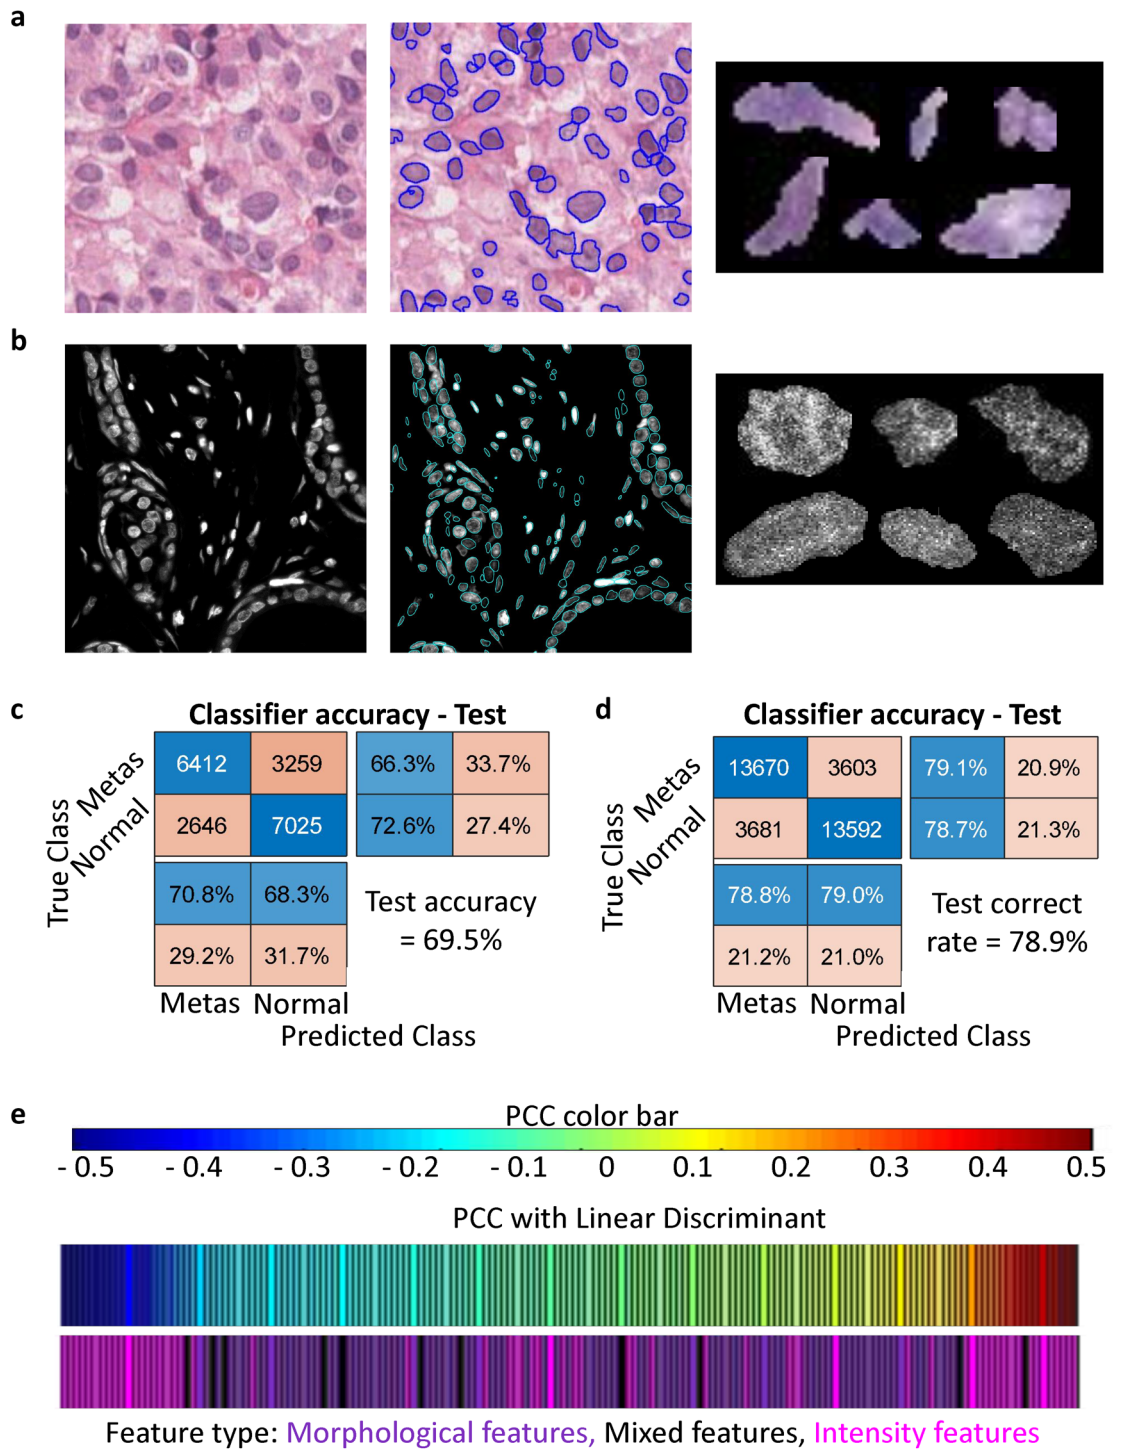 a
b
c
Classifier accuracy - Test
True Class
Metas
Normal
6412 3259 66.3% 33.7%
2646 7025 72.6% 27.4%
70.8% 68.3%
29.2% 31.7%
Test accuracy
= 69.5%
Metas Normal
Predicted Class
d
Classifier accuracy - Test
True Class
Metas
Normal
13670 3603 79.1% 20.9%
3681 13592 78.7% 21.3%
78.8% 79.0%
21.2% 21.0%
Test correct
rate = 78.9%
Metas Normal
Predicted Class
e
PCC color bar
- 0.5 - 0.4 - 0.3 - 0.2 - 0.1 0 0.1 0.2 0.3 0.4 0.5
PCC with Linear Discriminant
Feature type: Morphological features, Mixed features, Intensity features